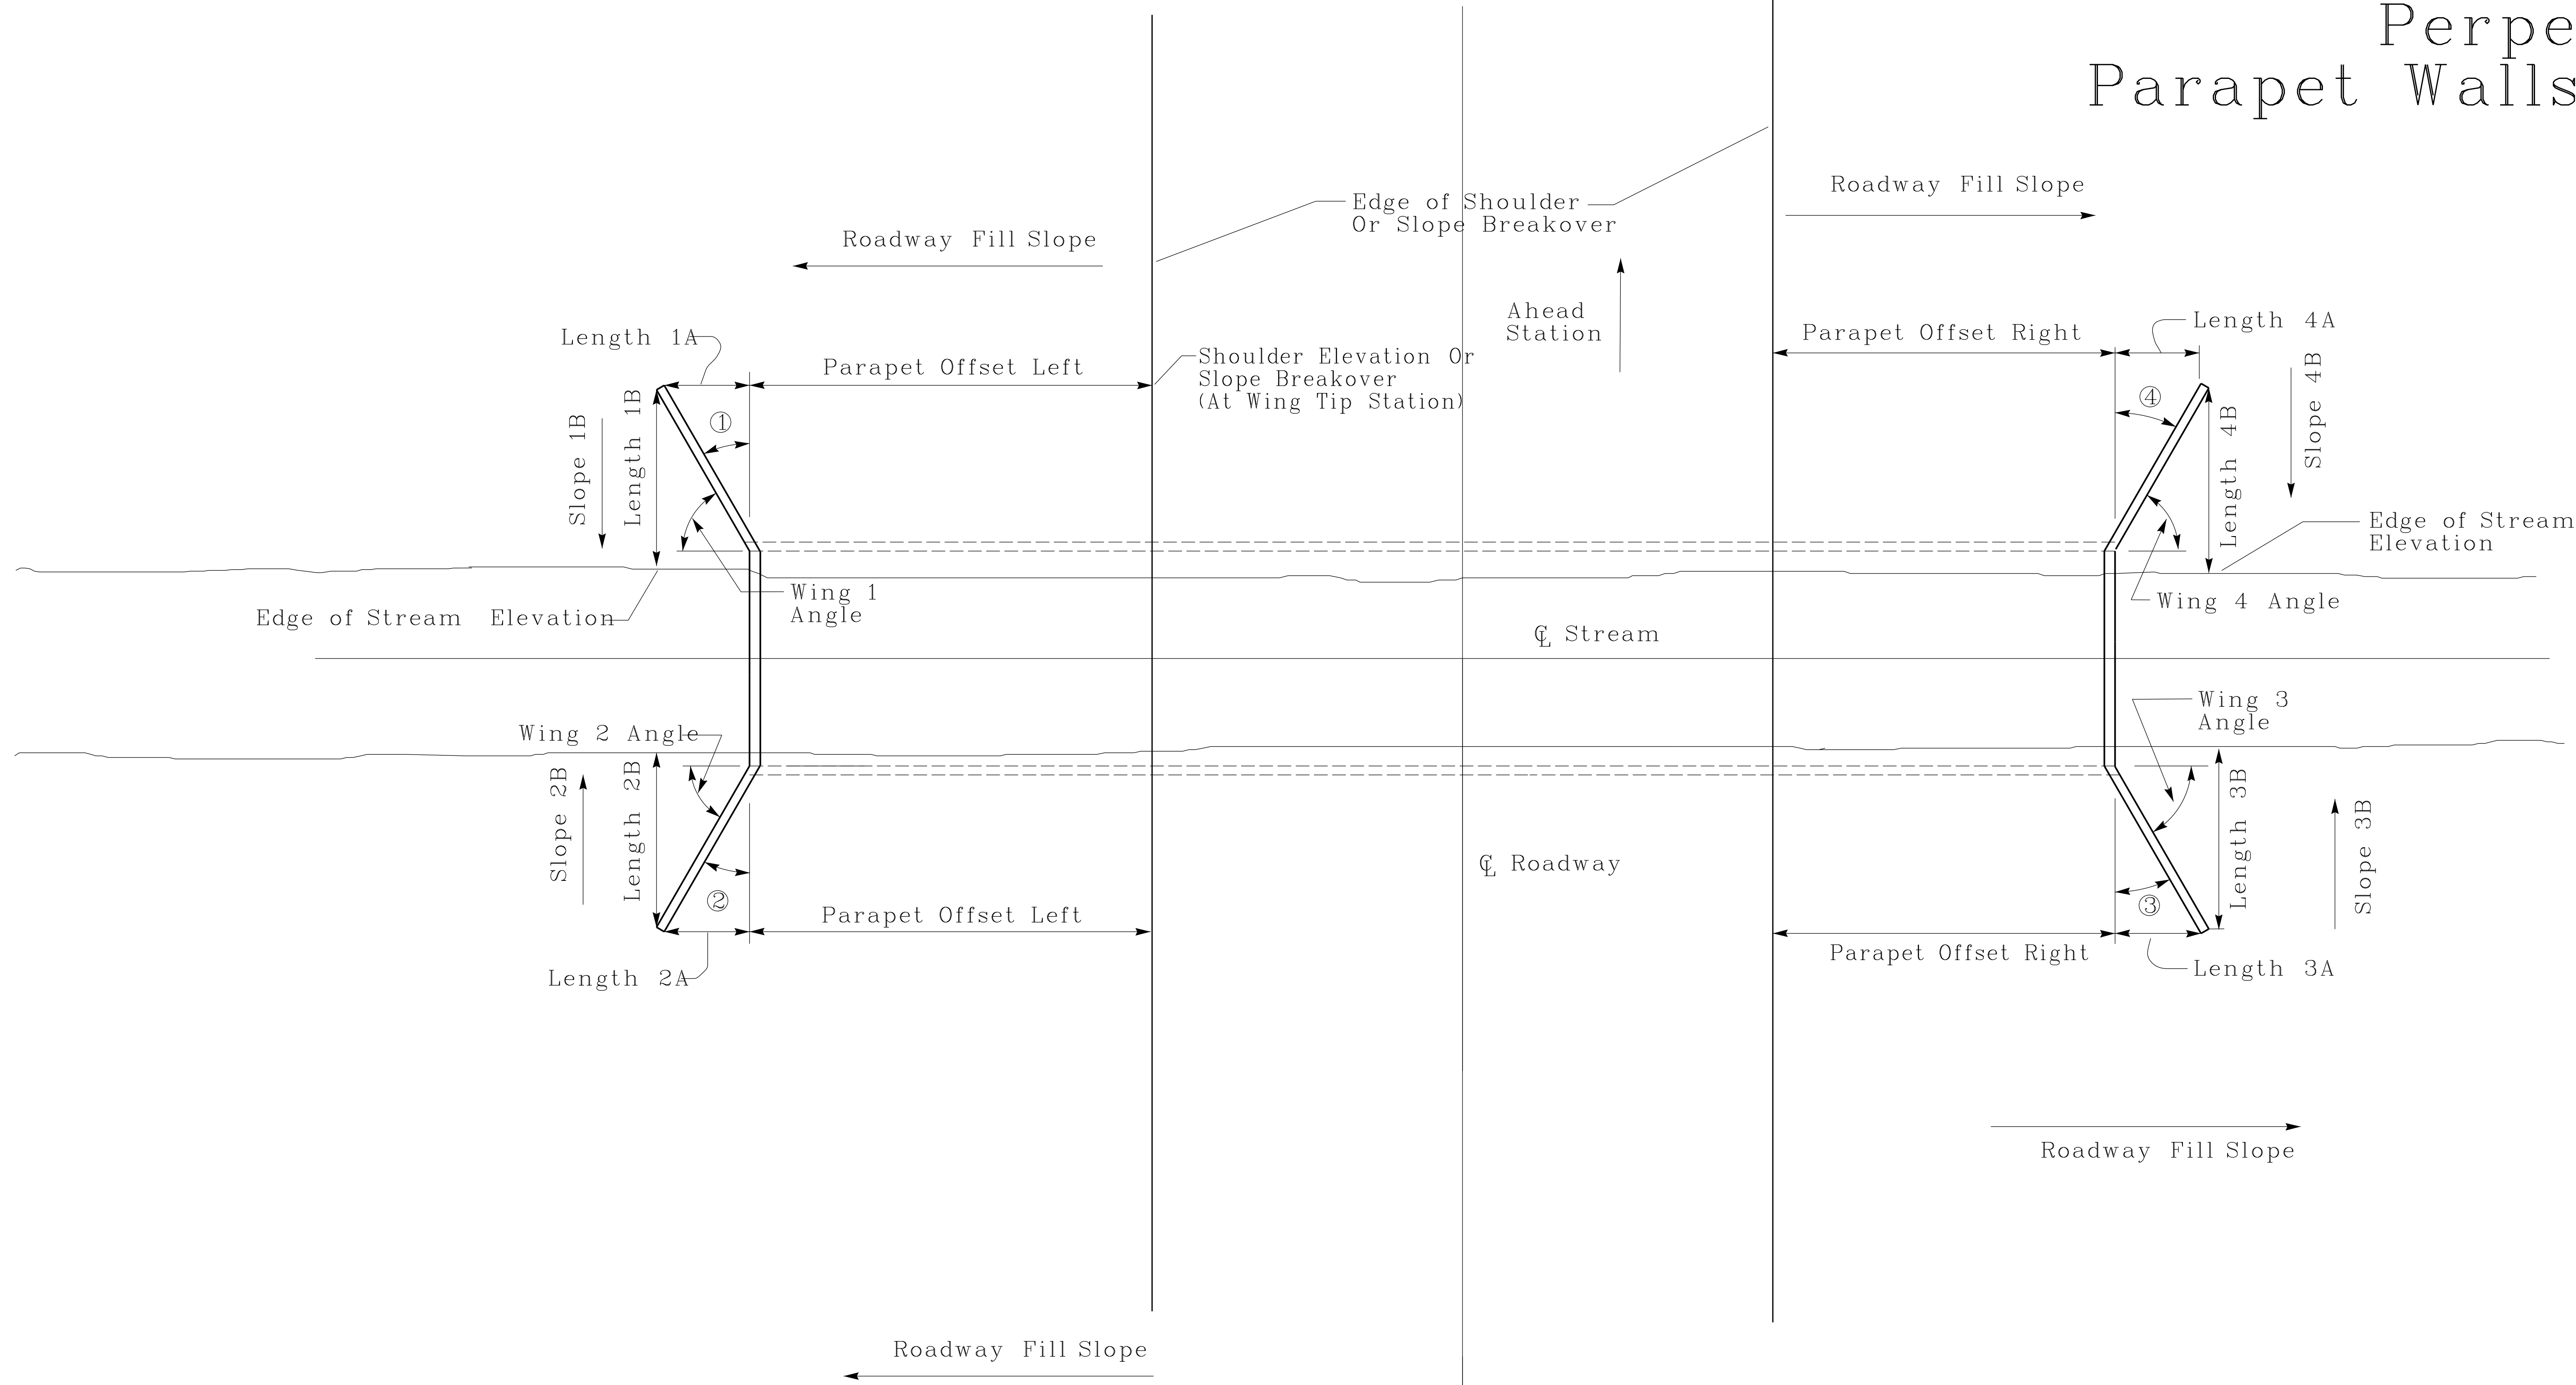 Perpe
Parapet Walls
Roadway Fill Slope
Edge of Shoulder
Or Slope Breakover
Roadway Fill Slope
Ahead
Station
Length 1A
Parapet Offset Left
Shoulder Elevation Or
Slope Breakover
(At Wing Tip Station)
Parapet Offset Right
Length 4A
Slope 1B
Length 1B
1
4
Length 4B
Slope 4B
Edge of Stream
Elevation
Wing 1
Angle
Edge of Stream Elevation
Wing 4 Angle
℄ Stream
Wing 2 Angle
Wing 3
Angle
Slope 2B
Length 2B
2
3
Length 3B
Slope 3B
℄ Roadway
Parapet Offset Left
Parapet Offset Right
Length 2A
Length 3A
Roadway Fill Slope
Roadway Fill Slope